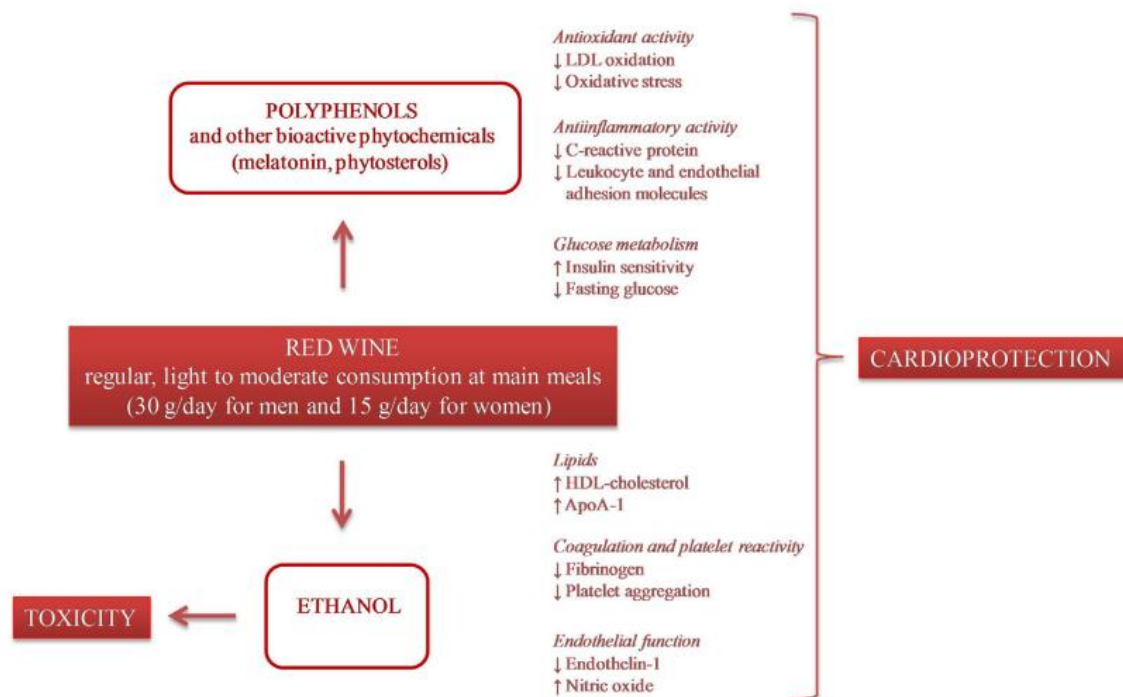 POLYPHENOLS
and other bioactive phytochemicals
(melatonin, phytosterols)
RED WINE
regular, light to moderate consumption at main meals
(30 g/day for men and 15 g/day for women)
ETHANOL
TOXICITY
Antioxidant activity
↓ LDL oxidation
↓ Oxidative stress
Antiinflammatory activity
↓ C-reactive protein
↓ Leukocyte and endothelial
adhesion molecules
Glucose metabolism
↑ Insulin sensitivity
↓ Fasting glucose
Lipids
↑ HDL-cholesterol
↑ ApoA-1
Coagulation and platelet reactivity
↓ Fibrinogen
↓ Platelet aggregation
Endothelial function
↓ Endothelin-1
↑ Nitric oxide
CARDIOPROTECTION